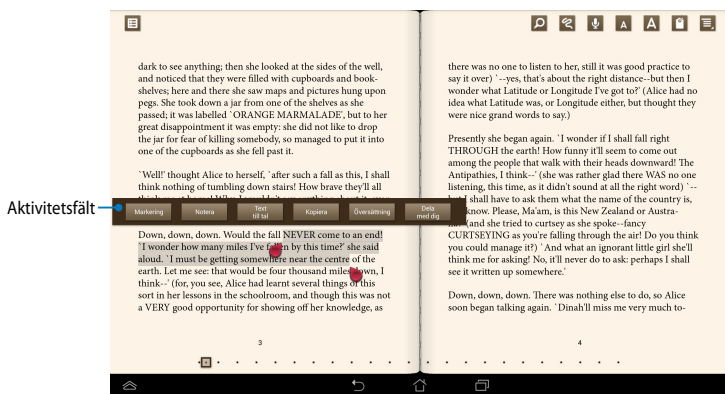 dark to see anything; then she looked at the sides of the well,
and noticed that they were filled with cupboards and book-
shelves; here and there she saw maps and pictures hung upon
pegs. She took down a jar from one of the shelves as she
passed; it was labelled `ORANGE MARMALADE', but to her
great disappointment it was empty: she did not like to drop
the jar for fear of killing somebody, so managed to put it into
one of the cupboards as she fell past it.
`Well!' thought Alice to herself, `after such a fall as this, I shall
think nothing of tumbling down stairs! How brave they'll all
Aktivitetsfält
Markering
Notera
Text
till tal
Kopiera
Översättning
Dela
med dig
Down, down, down. Would the fall NEVER come to an end!
`I wonder how many miles I've fallen by this time?' she said
aloud. `I must be getting somewhere near the centre of the
earth. Let me see: that would be four thousand miles down, I
think--' (for, you see, Alice had learnt several things of this
sort in her lessons in the schoolroom, and though this was not
a VERY good opportunity for showing off her knowledge, as
3
there was no one to listen to her, still it was good practice to
say it over) `--yes, that's about the right distance--but then I
wonder what Latitude or Longitude I've got to?' (Alice had no
idea what Latitude was, or Longitude either, but thought they
were nice grand words to say.)
Presently she began again. `I wonder if I shall fall right
THROUGH the earth! How funny it'll seem to come out
among the people that walk with their heads downward! The
Antipathies, I think--' (she was rather glad there WAS no one
listening, this time, as it didn't sound at all the right word) `--
I shall have to ask them what the name of the country is,
know. Please, Ma'am, is this New Zealand or Austra-
(and she tried to curtsey as she spoke--fancy
CURTSEYING as you're falling through the air! Do you think
you could manage it?) `And what an ignorant little girl she'll
think me for asking! No, it'll never do to ask: perhaps I shall
see it written up somewhere.'
Down, down, down. There was nothing else to do, so Alice
soon began talking again. `Dinah'll miss me very much to-
4
A
A